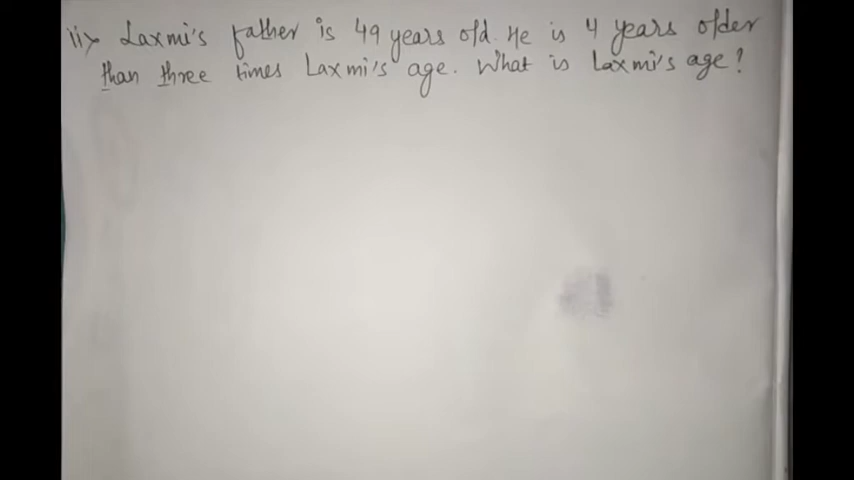 ii> Laxmi's father is 49 years old. He is 4 years older
than three times Laxmi's age. What is Laxmi's age?